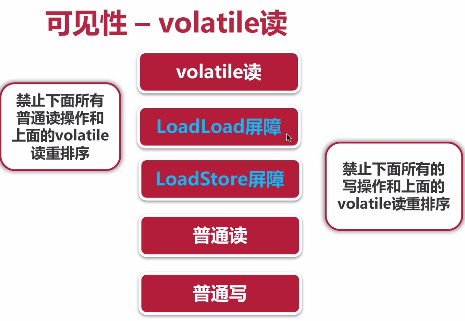 可见性 – volatile读
volatile读
禁止下面所有
普通读操作和
上面的volatile
读重排序
LoadLoad屏障
LoadStore屏障
禁止下面所有的
写操作和上面的
volatile读重排序
普通读
普通写